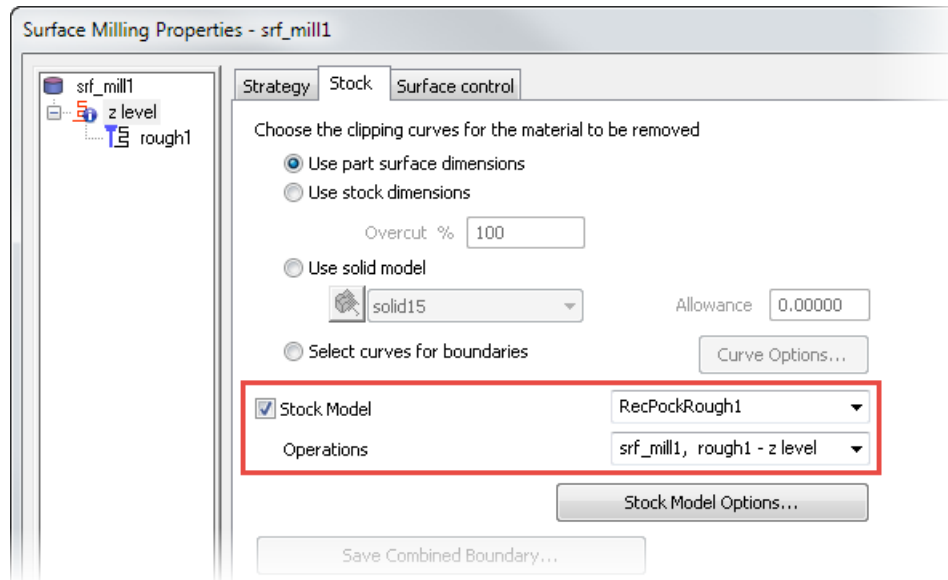 Surface Milling Properties - srf_mill1
srf_mill1
z level
rough1
Strategy Stock Surface control
Choose the clipping curves for the material to be removed
Use part surface dimensions
Use stock dimensions
Overcut % 100
Use solid model
solid15 Allowance 0.00000
Select curves for boundaries Curve Options...
Stock Model RecPockRough1
Operations srf_mill1, rough1 - z level
Stock Model Options...
Save Combined Boundary...